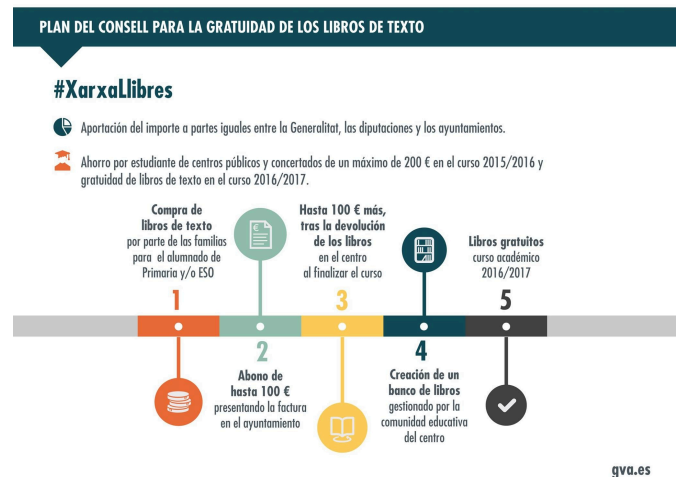 PLAN DEL CONSELL PARA LA GRATUIDAD DE LOS LIBROS DE TEXTO
#XarxaLlibres
Aportación del importe a partes iguales entre la Generalitat, las diputaciones y los ayuntamientos.
Ahorro por estudiante de centros públicos y concertados de un máximo de 200 € en el curso 2015/2016 y
gratuidad de libros de texto en el curso 2016/2017.
Compra de
libros de texto
por parte de las familias
para el alumnado de
Primaria y/o ESO
1
2
Abono de
hasta 100 €
presentando la factura
en el ayuntamiento
Hasta 100 € más,
tras la devolución
de los libros
en el centro
al finalizar el curso
3
4
Creación de un
banco de libros
gestionado por la
comunidad educativa
del centro
Libros gratuitos
curso académico
2016/2017
5
gva.es